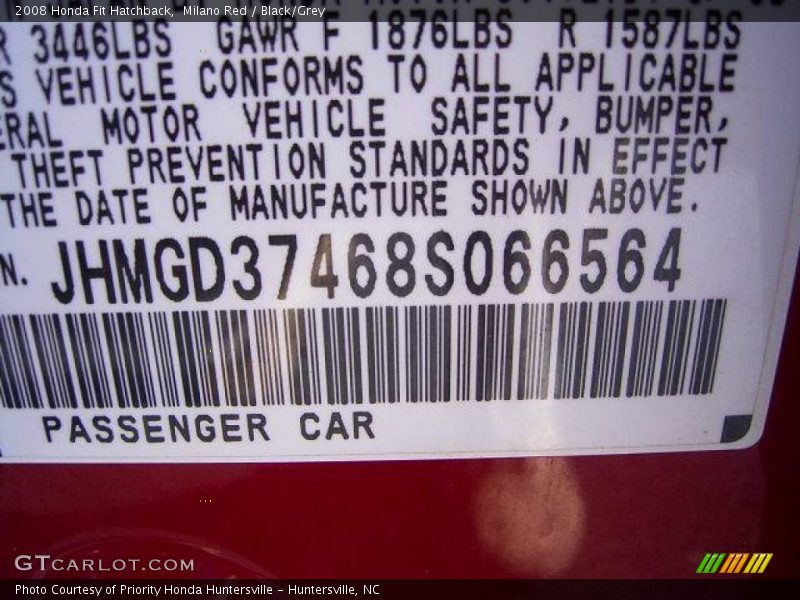 2008 Honda Fit Hatchback, Milano Red / Black/Grey
R 3446LBS GAWR F 1876LBS R 1587LBS
S VEHICLE CONFORMS TO ALL APPLICABLE
ERAL MOTOR VEHICLE SAFETY, BUMPER,
THEFT PREVENTION STANDARDS IN EFFECT
THE DATE OF MANUFACTURE SHOWN ABOVE.
N. JHMGD37468S066564
PASSENGER CAR
GTCARLOT.COM
Photo Courtesy of Priority Honda Huntersville - Huntersville, NC